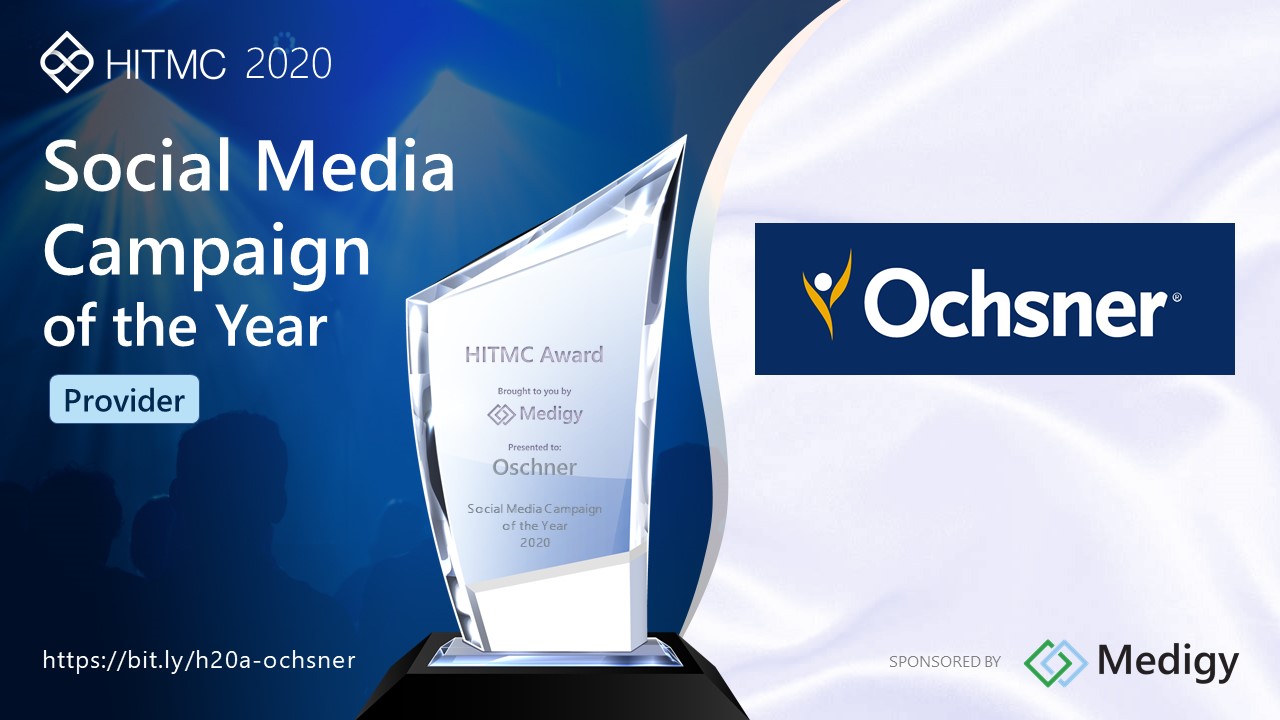 HITMC 2020
Social Media
Campaign
of the Year
Provider
HITMC Award
Brought to you by
Medigy
Presented to:
Oschner
Social Media Campaign
of the Year
2020
https://bit.ly/h20a-ochsner
Ochsner®
SPONSORED BY Medigy